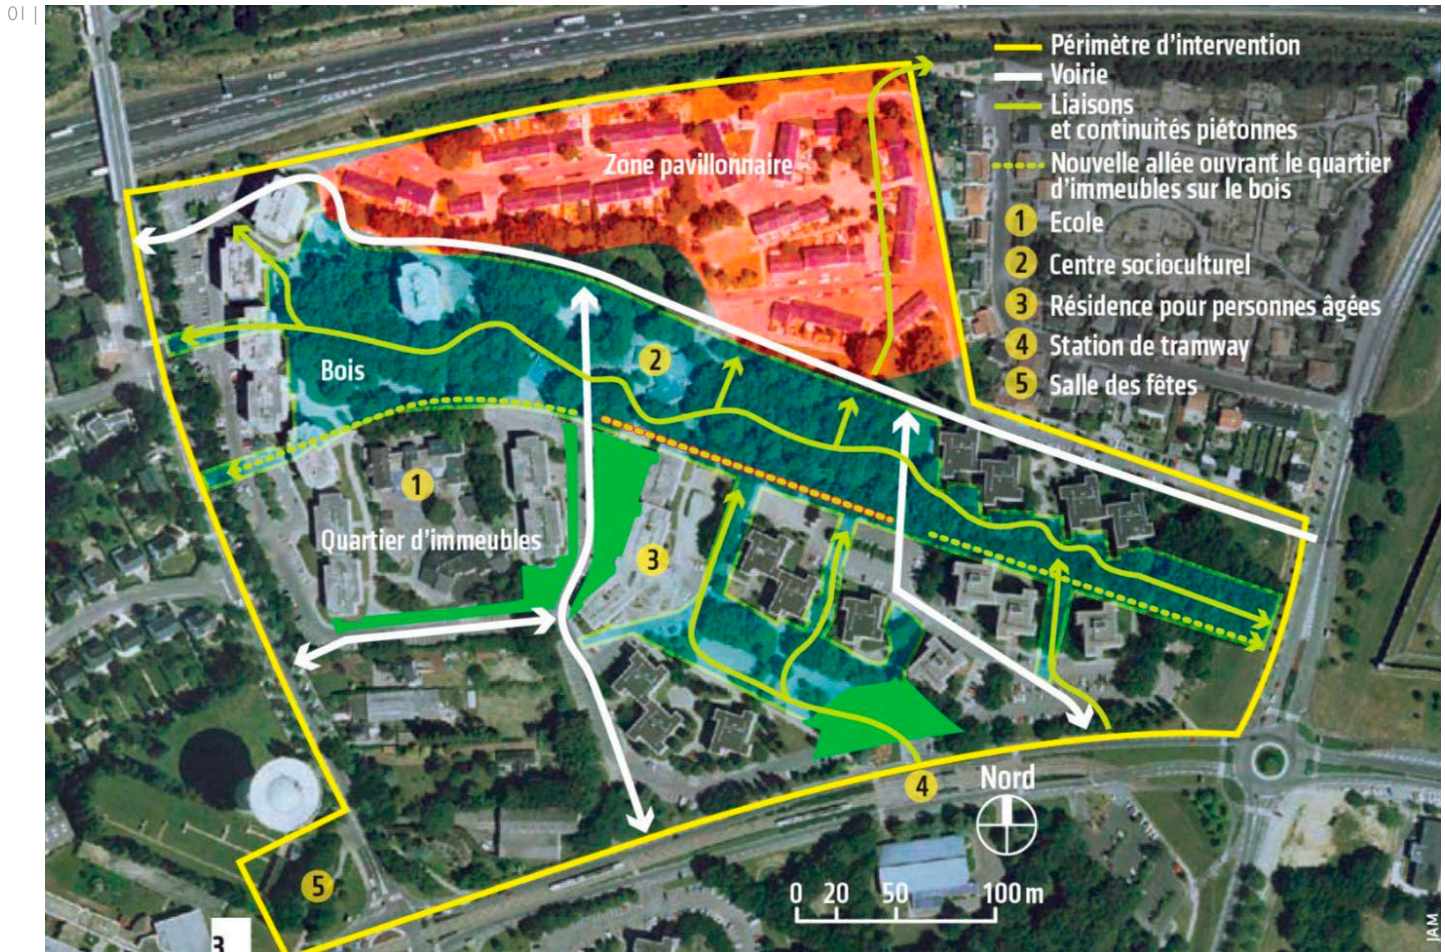 01 |
Périmètre d'intervention
Voirie
Liaisons
et continuités piétonnes
Nouvelle allée ouvrant le quartier
d'immeubles sur le bois
1 Ecole
2 Centre socioculturel
3 Résidence pour personnes âgées
4 Station de tramway
5 Salle des fêtes
Zone pavillonnaire
Bois
2
1
Quartier d'immeubles
3
4
Nord
5
0 20 50 100 m
3
JAM